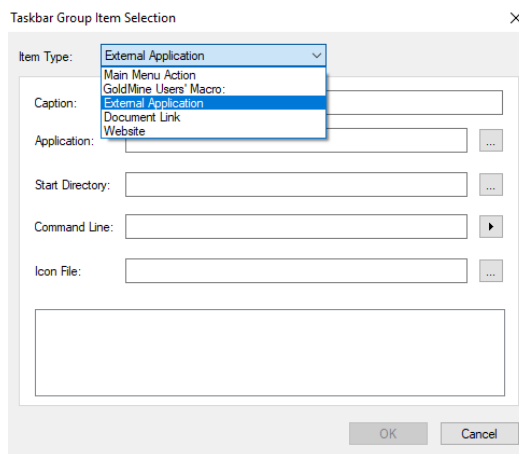 Taskbar Group Item Selection
Item Type: External Application
Main Menu Action
GoldMine Users' Macro:
External Application
Document Link
Website
Caption:
Application: ...
Start Directory: ...
Command Line:
Icon File: ...
OK Cancel